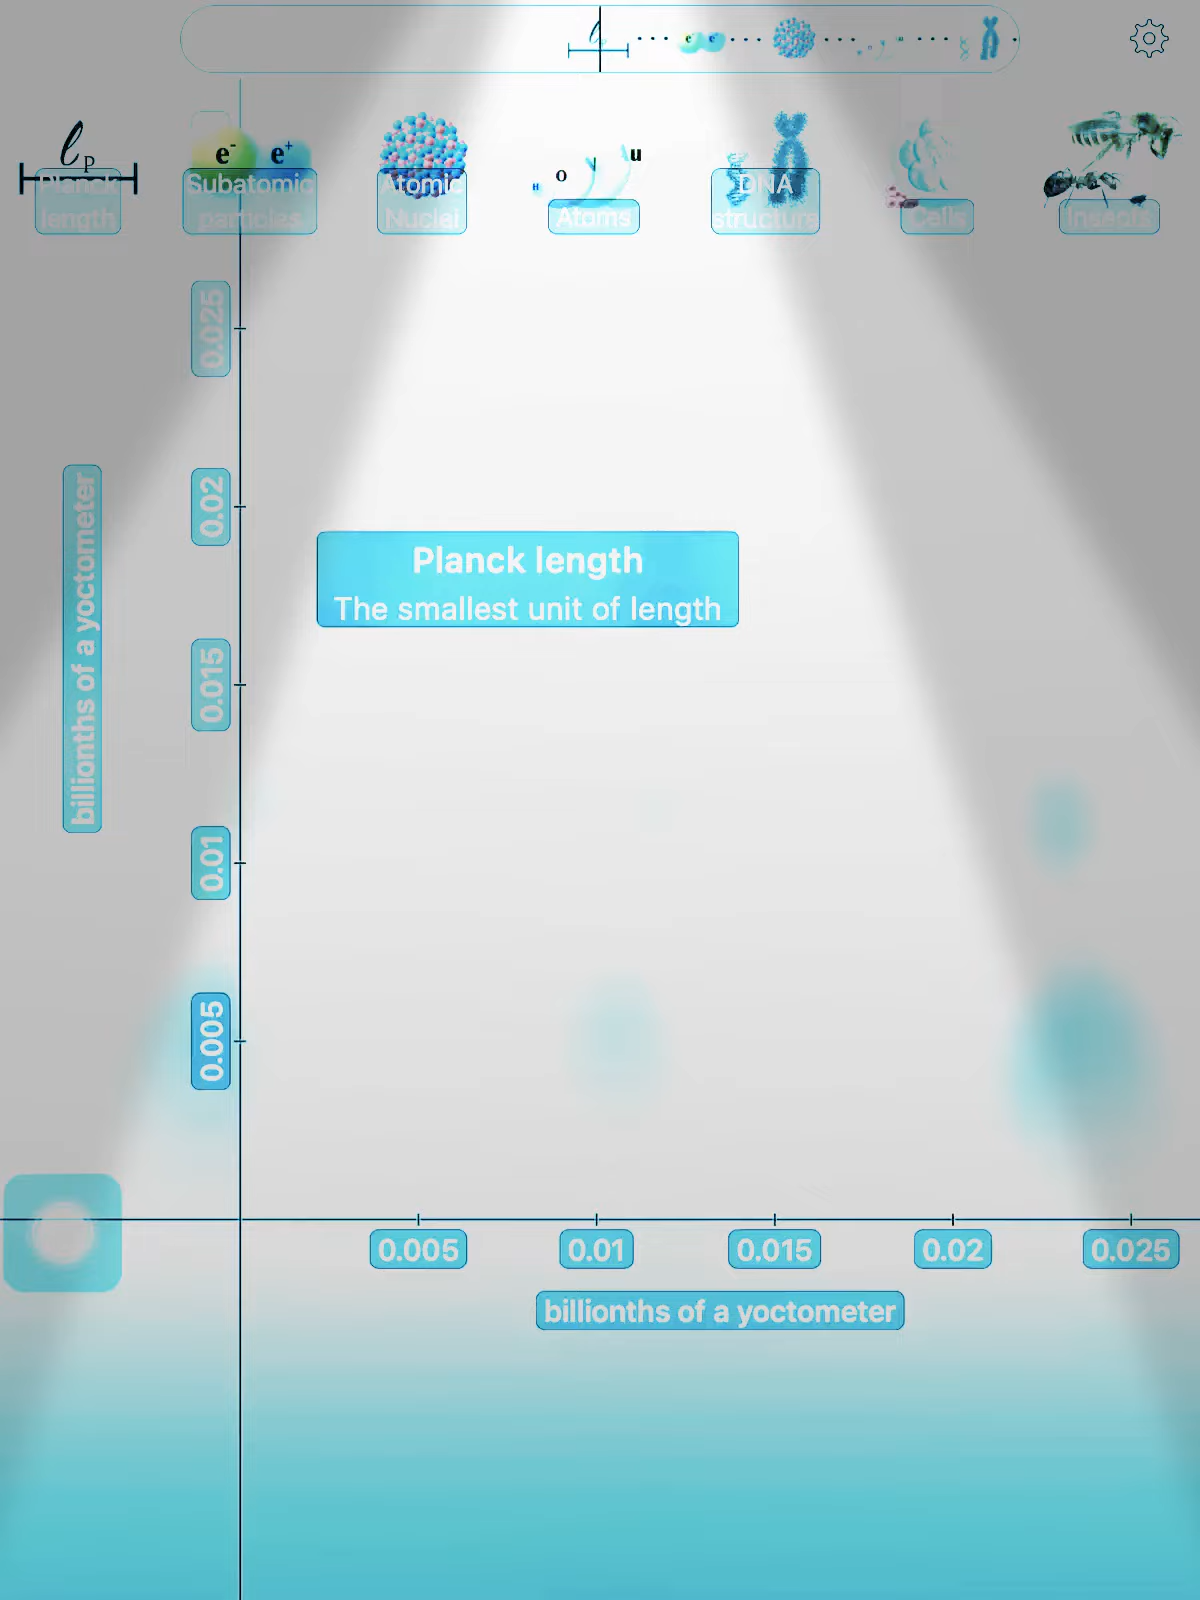 ℓP
e- e+
H O u
Planck
length
Subatomic
particles
Atomic
Nuclei
Atoms
DNA
structure
Cells
Insects
0.025
0.02
0.015
0.01
0.005
billionths of a yoctometer
Planck length
The smallest unit of length
0.005 0.01 0.015 0.02 0.025
billionths of a yoctometer